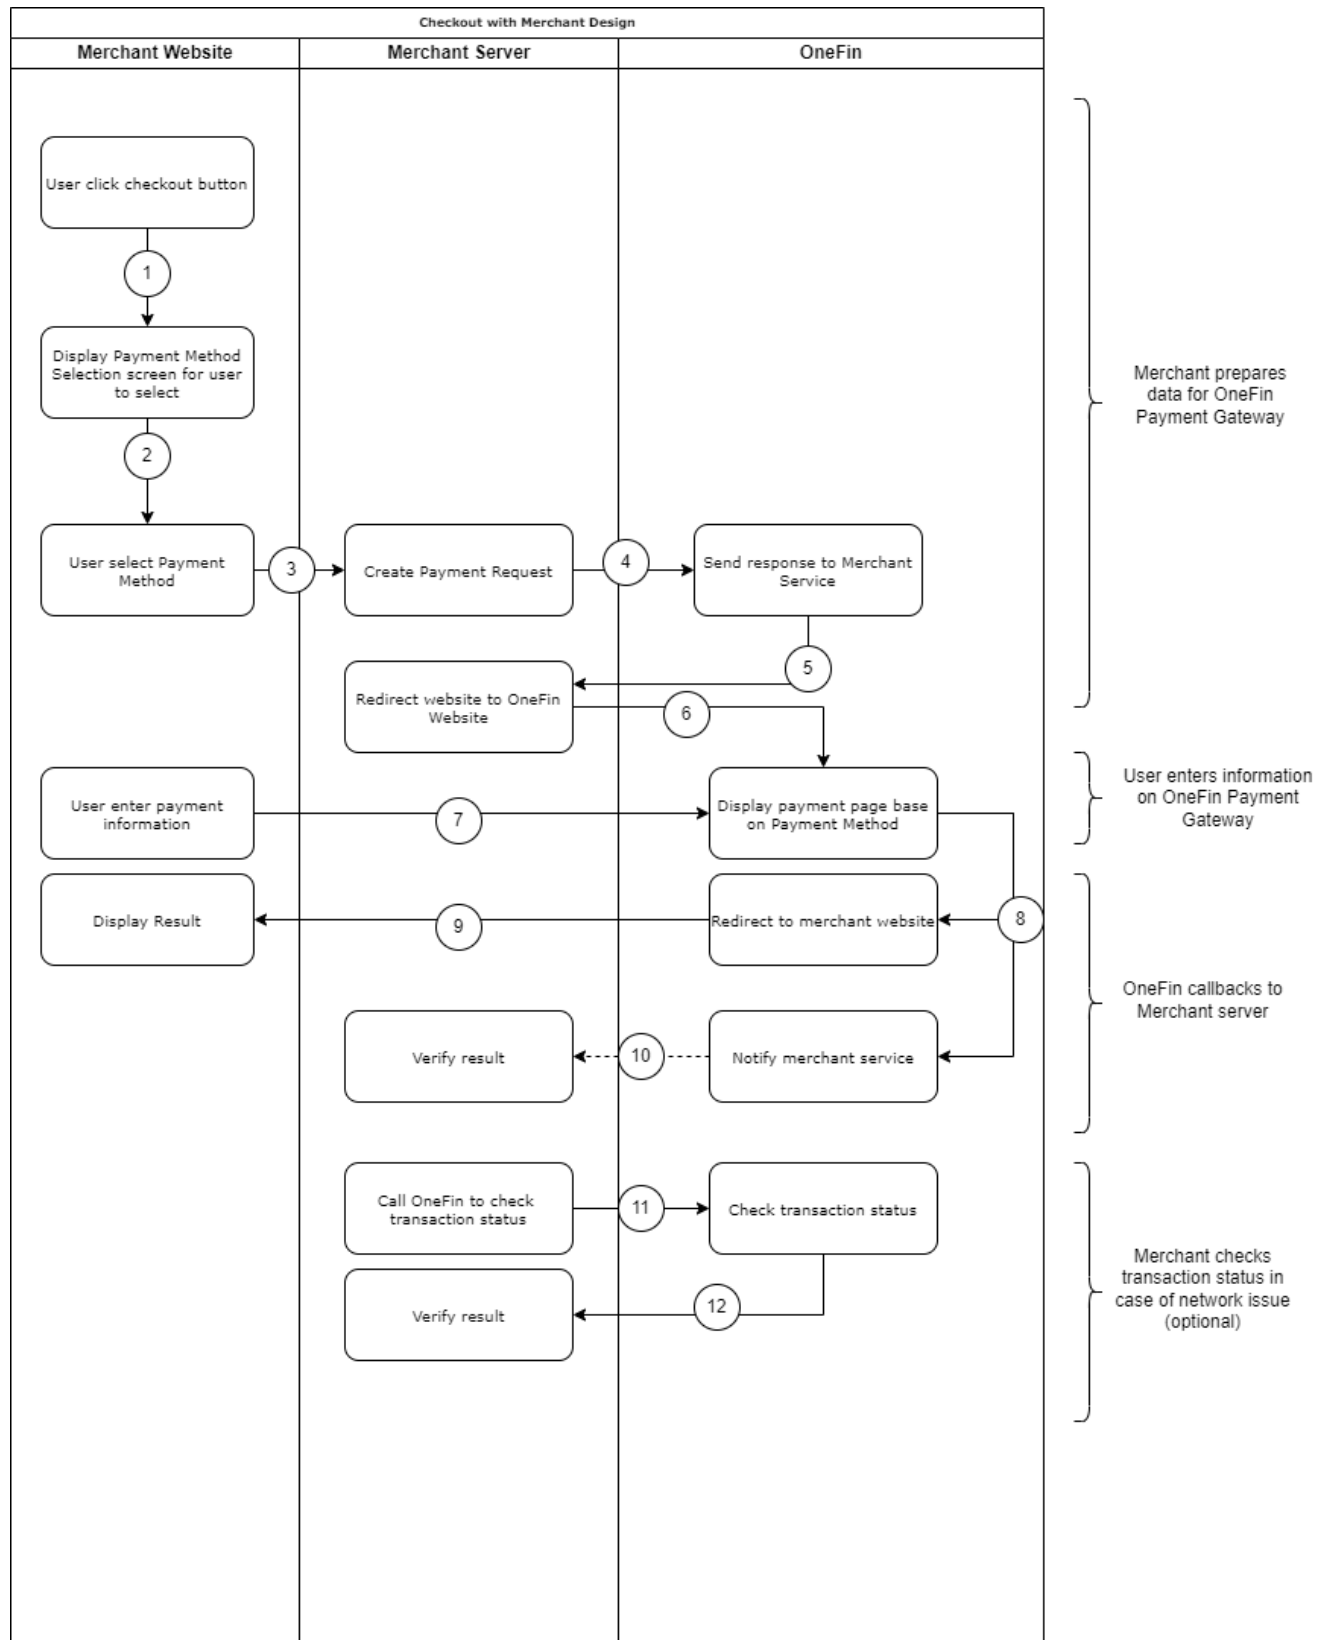 Checkout with Merchant Design
Merchant Website
Merchant Server
OneFin
User click checkout button
1
Display Payment Method
Selection screen for user
to select
Merchant prepares
data for OneFin
Payment Gateway
2
User select Payment
Method
3
Create Payment Request
4
Send response to Merchant
Service
5
Redirect website to OneFin
Website
6
User enter payment
information
7
Display payment page base
on Payment Method
User enters information
on OneFin Payment
Gateway
Display Result
9
Redirect to merchant website
8
OneFin callbacks to
Merchant server
Verify result
10
Notify merchant service
Call OneFin to check
transaction status
11
Check transaction status
Merchant checks
transaction status in
case of network issue
(optional)
Verify result
12